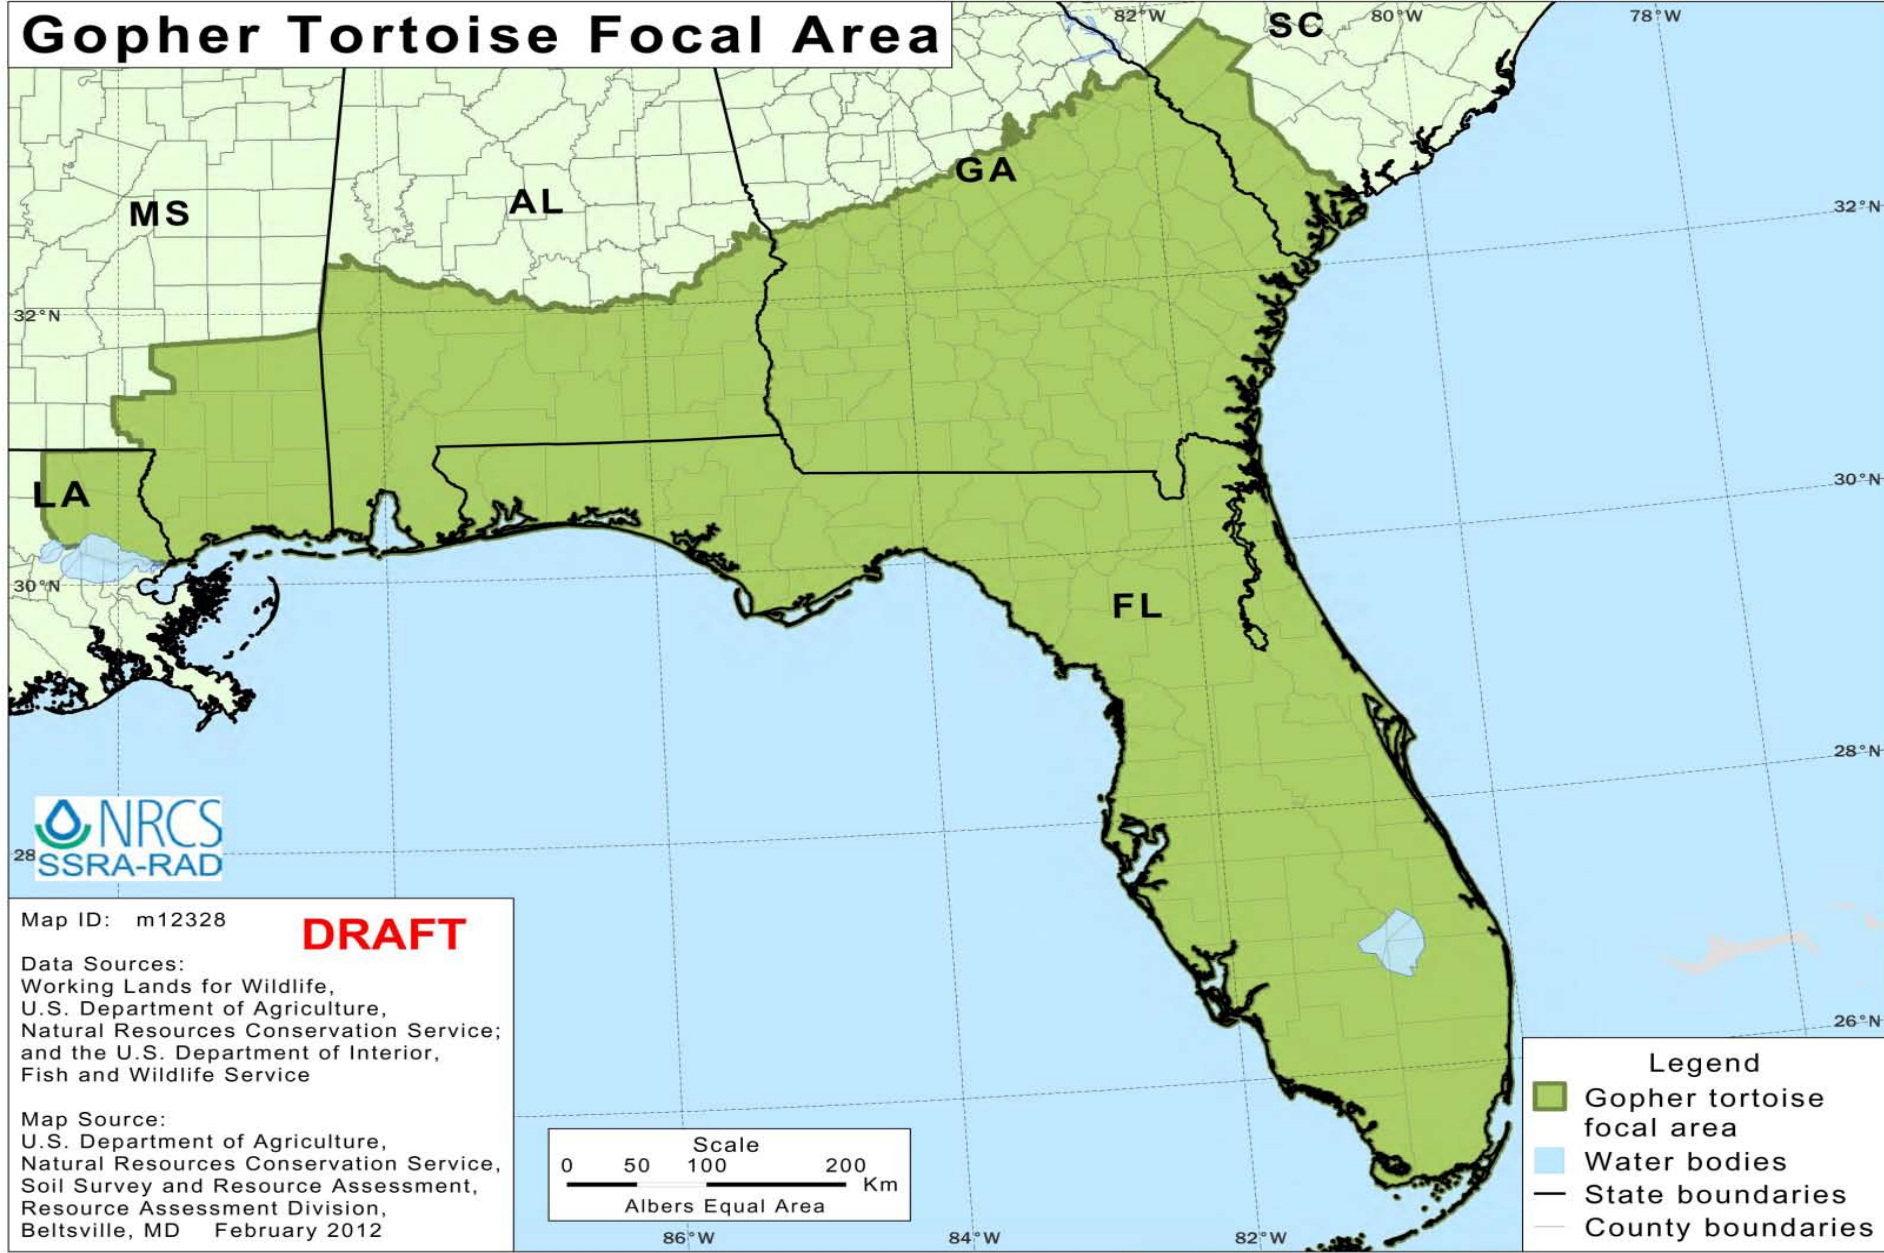 Gopher Tortoise Focal Area
82°W
80°W
78°W
SC
GA
AL
MS
32°N
32°N
LA
30°N
30°N
FL
28°N
28
26°N
NRCS
SSRA-RAD
Map ID: m12328
DRAFT
Data Sources:
Working Lands for Wildlife,
U.S. Department of Agriculture,
Natural Resources Conservation Service;
and the U.S. Department of Interior,
Fish and Wildlife Service
Map Source:
U.S. Department of Agriculture,
Natural Resources Conservation Service,
Soil Survey and Resource Assessment,
Resource Assessment Division,
Beltsville, MD February 2012
Scale
0 50 100 200
Km
Albers Equal Area
86°W
84°W
82°W
Legend
Gopher tortoise
focal area
Water bodies
State boundaries
County boundaries